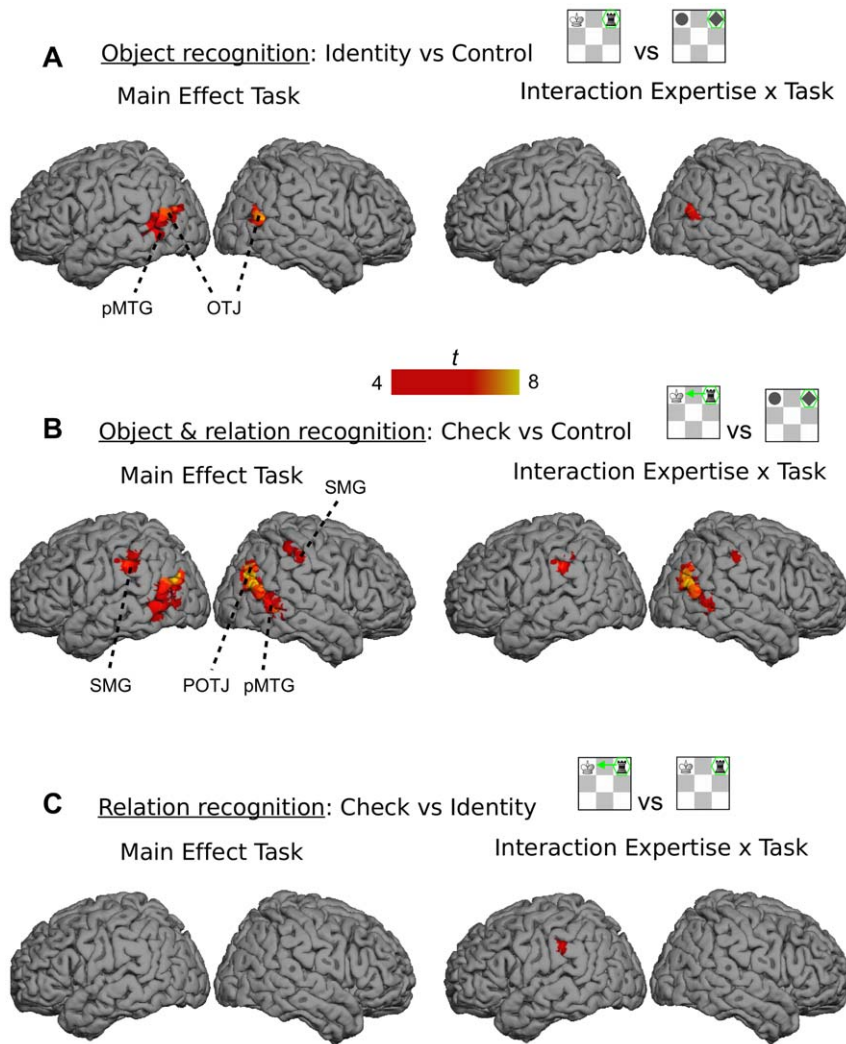 A Object recognition: Identity vs Control
vs
Main Effect Task
Interaction Expertise x Task
pMTG
OTJ
t
4
8
B Object & relation recognition: Check vs Control
vs
Main Effect Task
Interaction Expertise x Task
SMG
SMG
POTJ
pMTG
C Relation recognition: Check vs Identity
vs
Main Effect Task
Interaction Expertise x Task